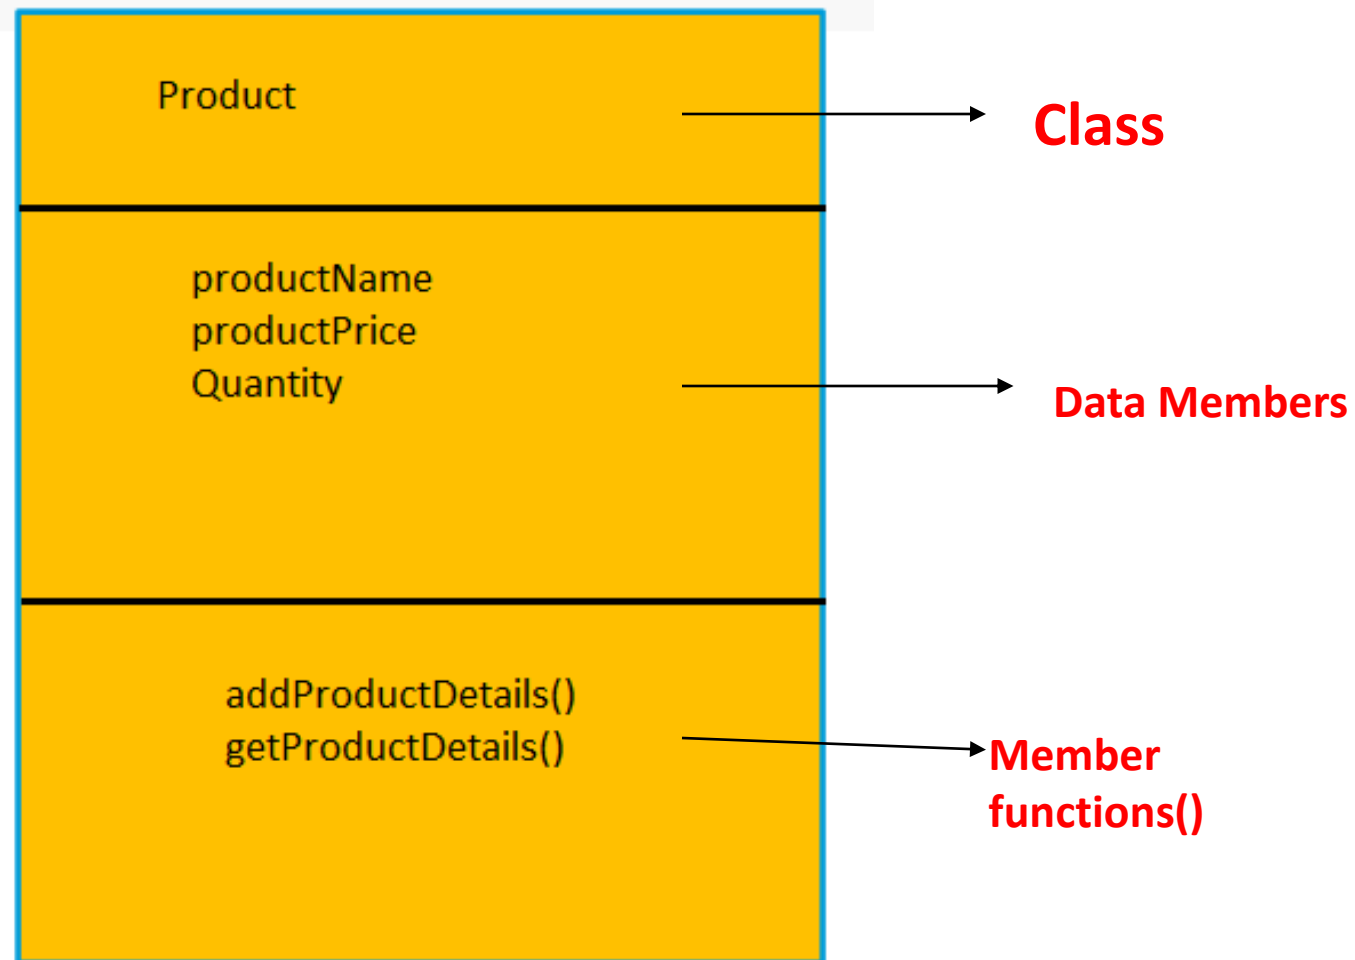 Product
Class
productName
productPrice
Quantity
Data Members
addProductDetails()
getProductDetails()
Member
functions()